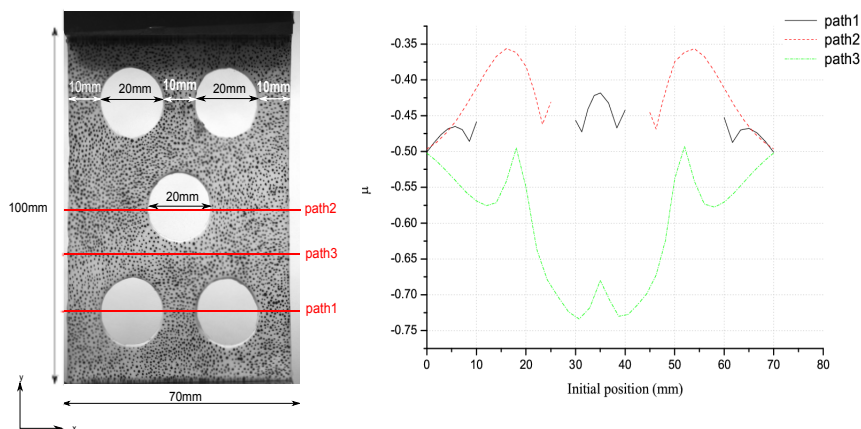 10mm 20mm 10mm 20mm 10mm
20mm
100mm
path2
path3
path1
70mm
y
x
path1
path2
path3
-0.35
-0.40
-0.45
-0.50
-0.55
-0.60
-0.65
-0.70
-0.75
μ
0 10 20 30 40 50 60 70 80
Initial position (mm)